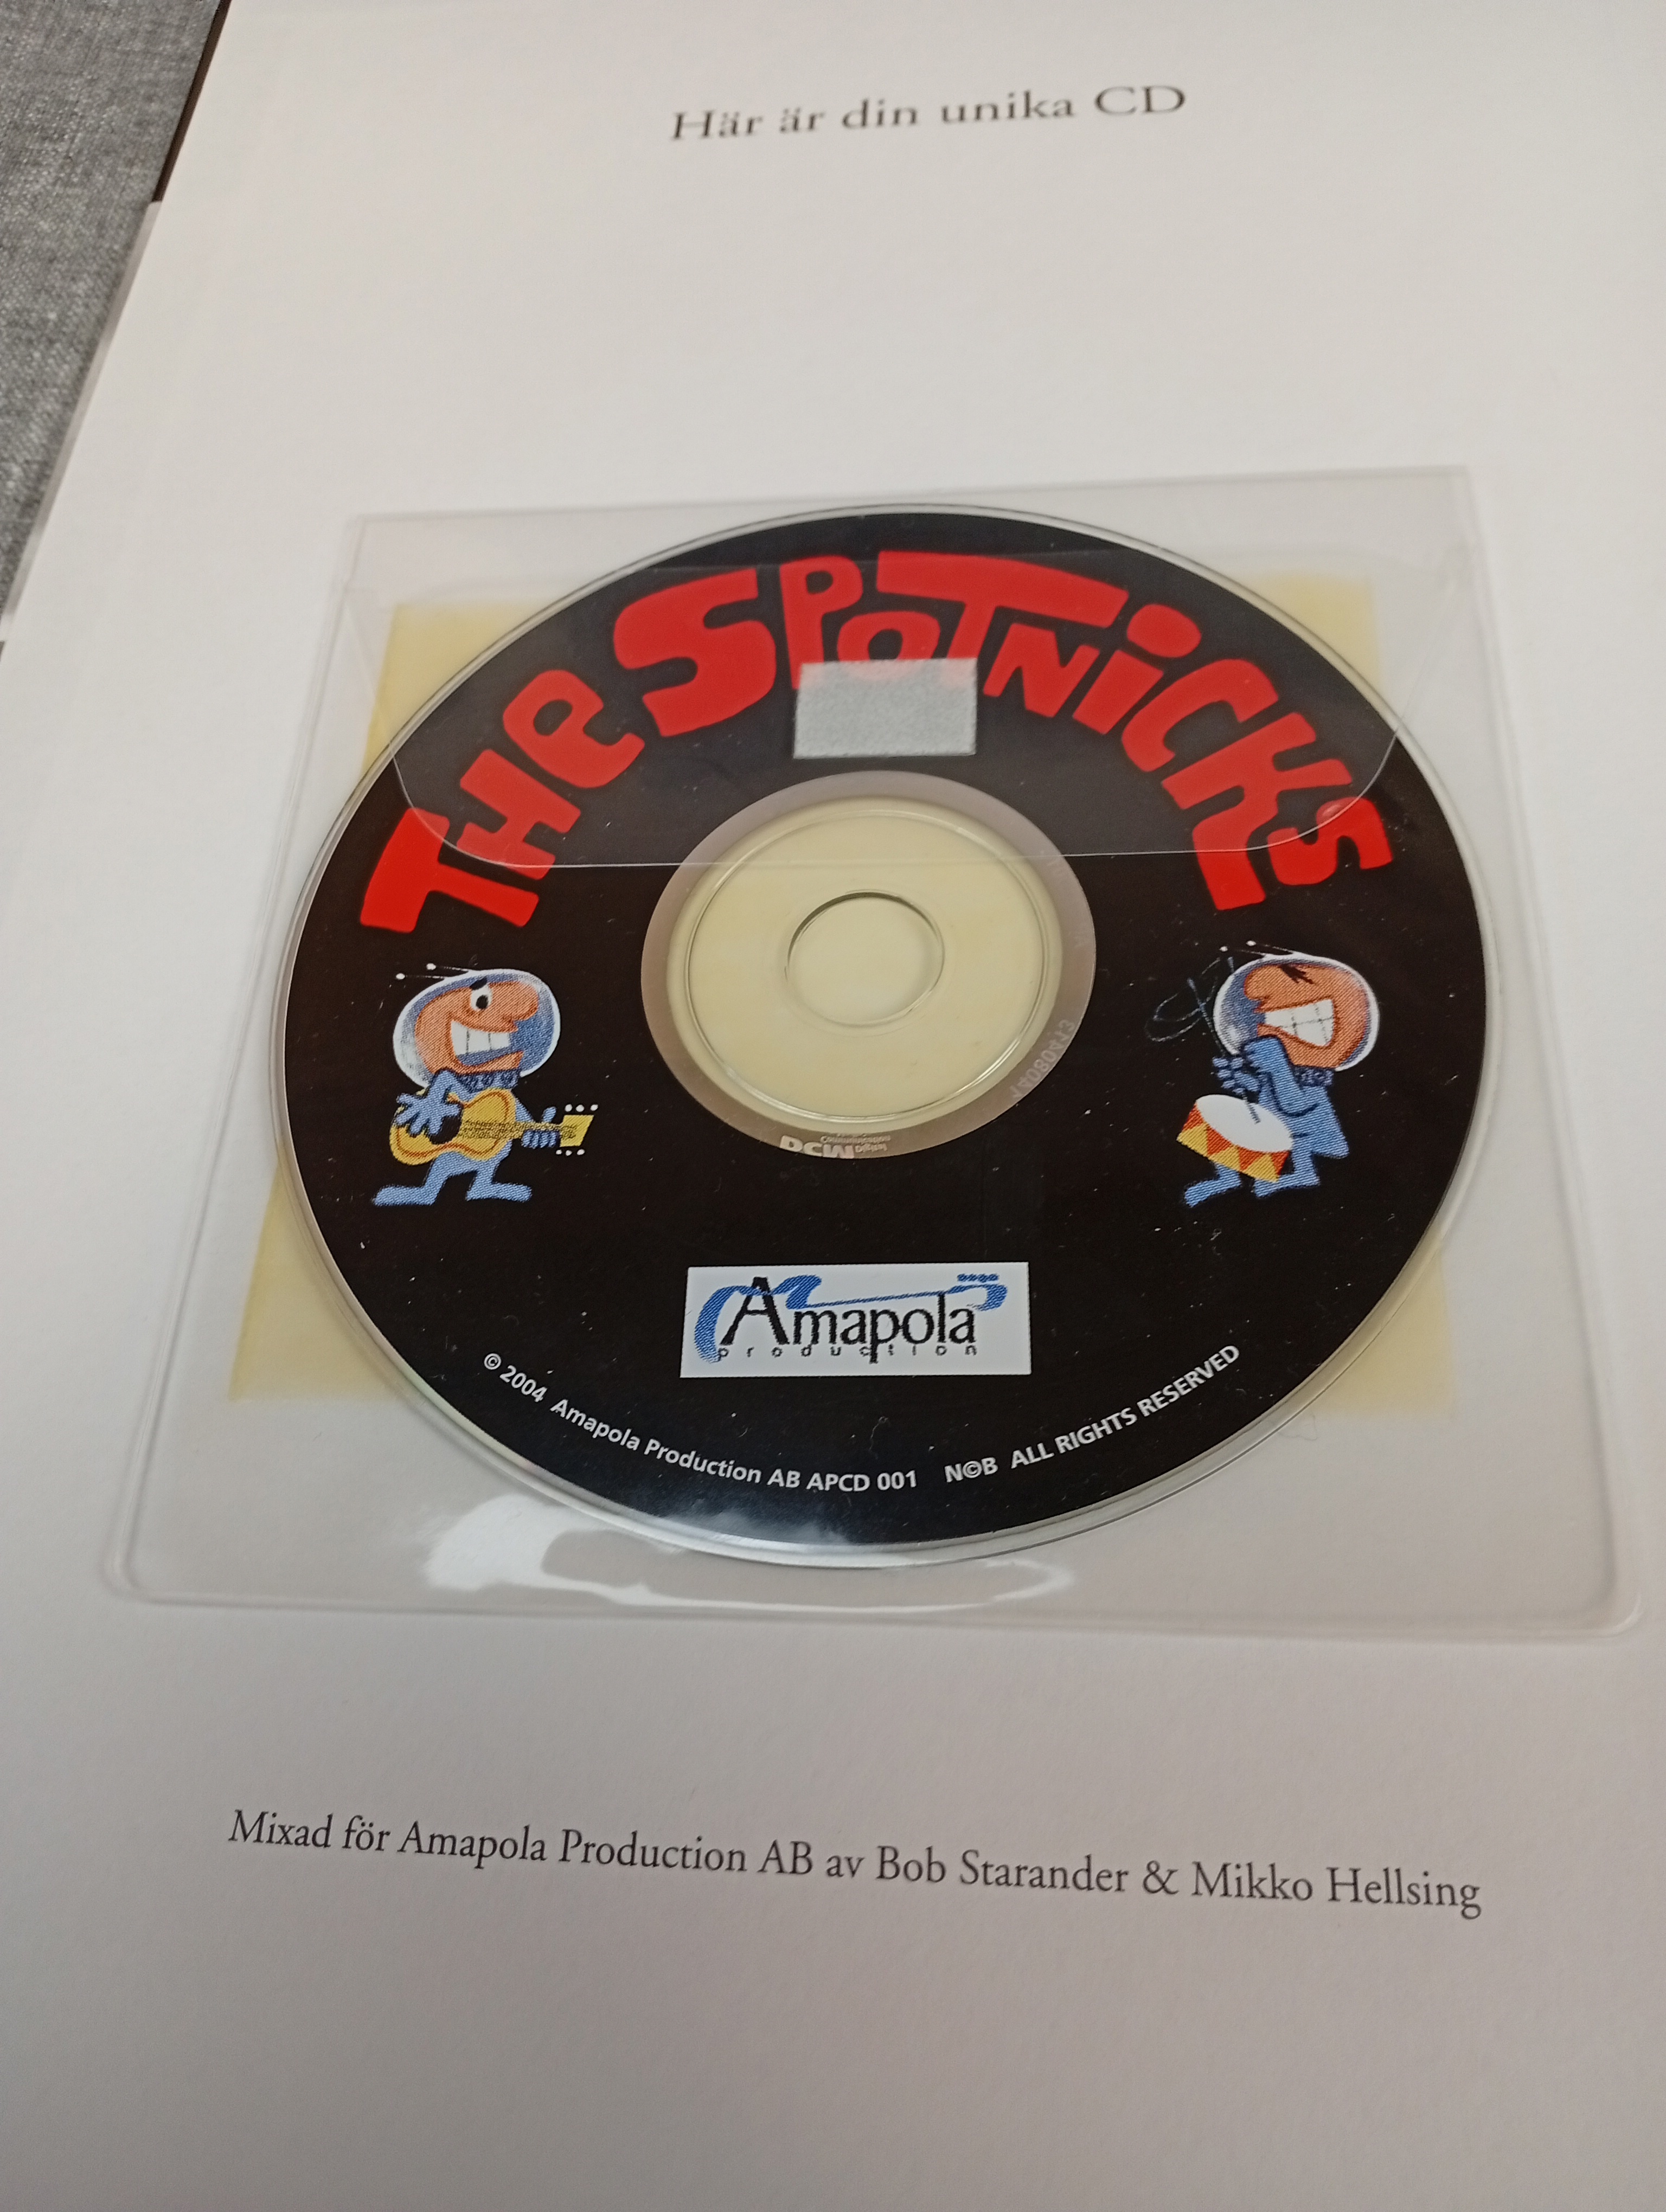 Här är din unika CD
THE SPOTNICKS
Amapola
production
© 2004 Amapola Production AB APCD 001 N©B ALL RIGHTS RESERVED
DCM
Mixad för Amapola Production AB av Bob Starander & Mikko Hellsing